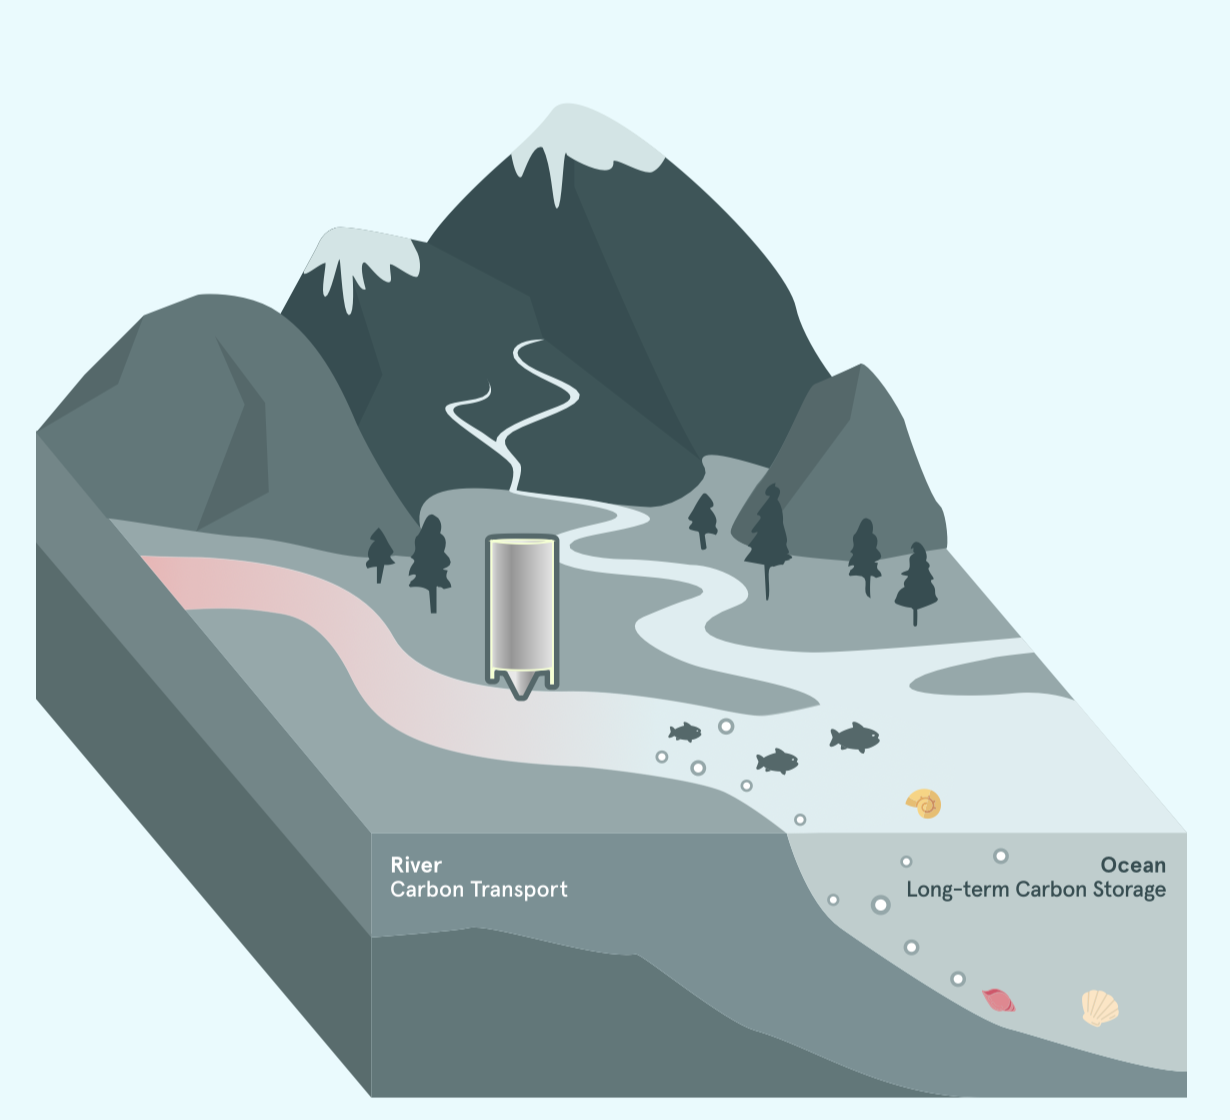 River
Carbon Transport
Ocean
Long-term Carbon Storage